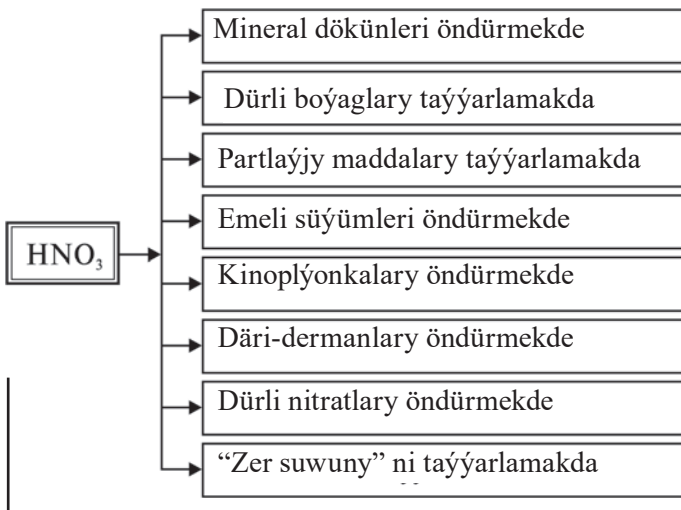 Mineral dökünleri öndürmekde
Dürli boýaglary taýýarlamakda
Partlaýjy maddalary taýýarlamakda
Emeli süýümleri öndürmekde
HNO₃
Kinoplýonkalary öndürmekde
Däri-dermanlary öndürmekde
Dürli nitratlary öndürmekde
“Zer suwuny” ni taýýarlamakda